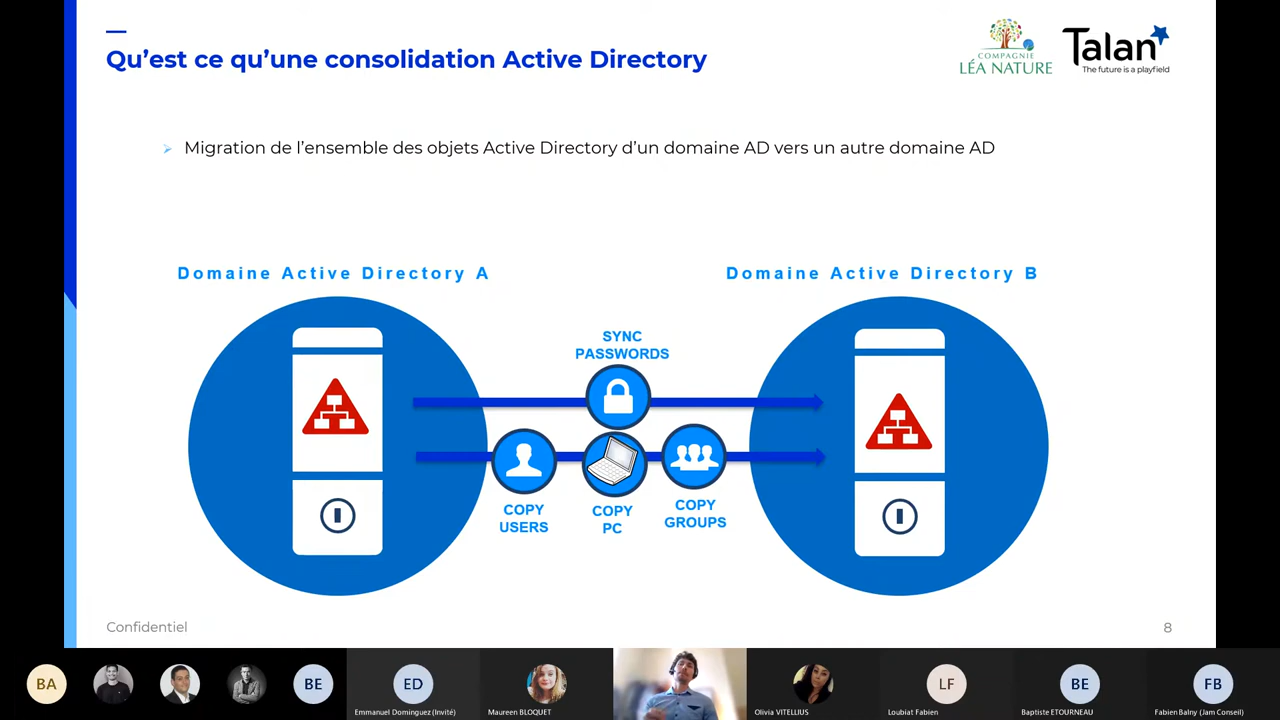 Qu’est ce qu’une consolidation Active Directory
COMPAGNIE
LÉA NATURE
Talan
The future is a playfield
Migration de l’ensemble des objets Active Directory d’un domaine AD vers un autre domaine AD
Domaine Active Directory A
Domaine Active Directory B
SYNC
PASSWORDS
COPY
USERS
COPY
PC
COPY
GROUPS
Confidentiel
8
BA
BE
ED
LF
BE
FB
Emmanuel Dominguez (Invité)
Maureen BLOQUET
Olivia VITELLIUS
Loubiat Fabien
Baptiste ETOURNEAU
Fabien Balny (Jam Conseil)